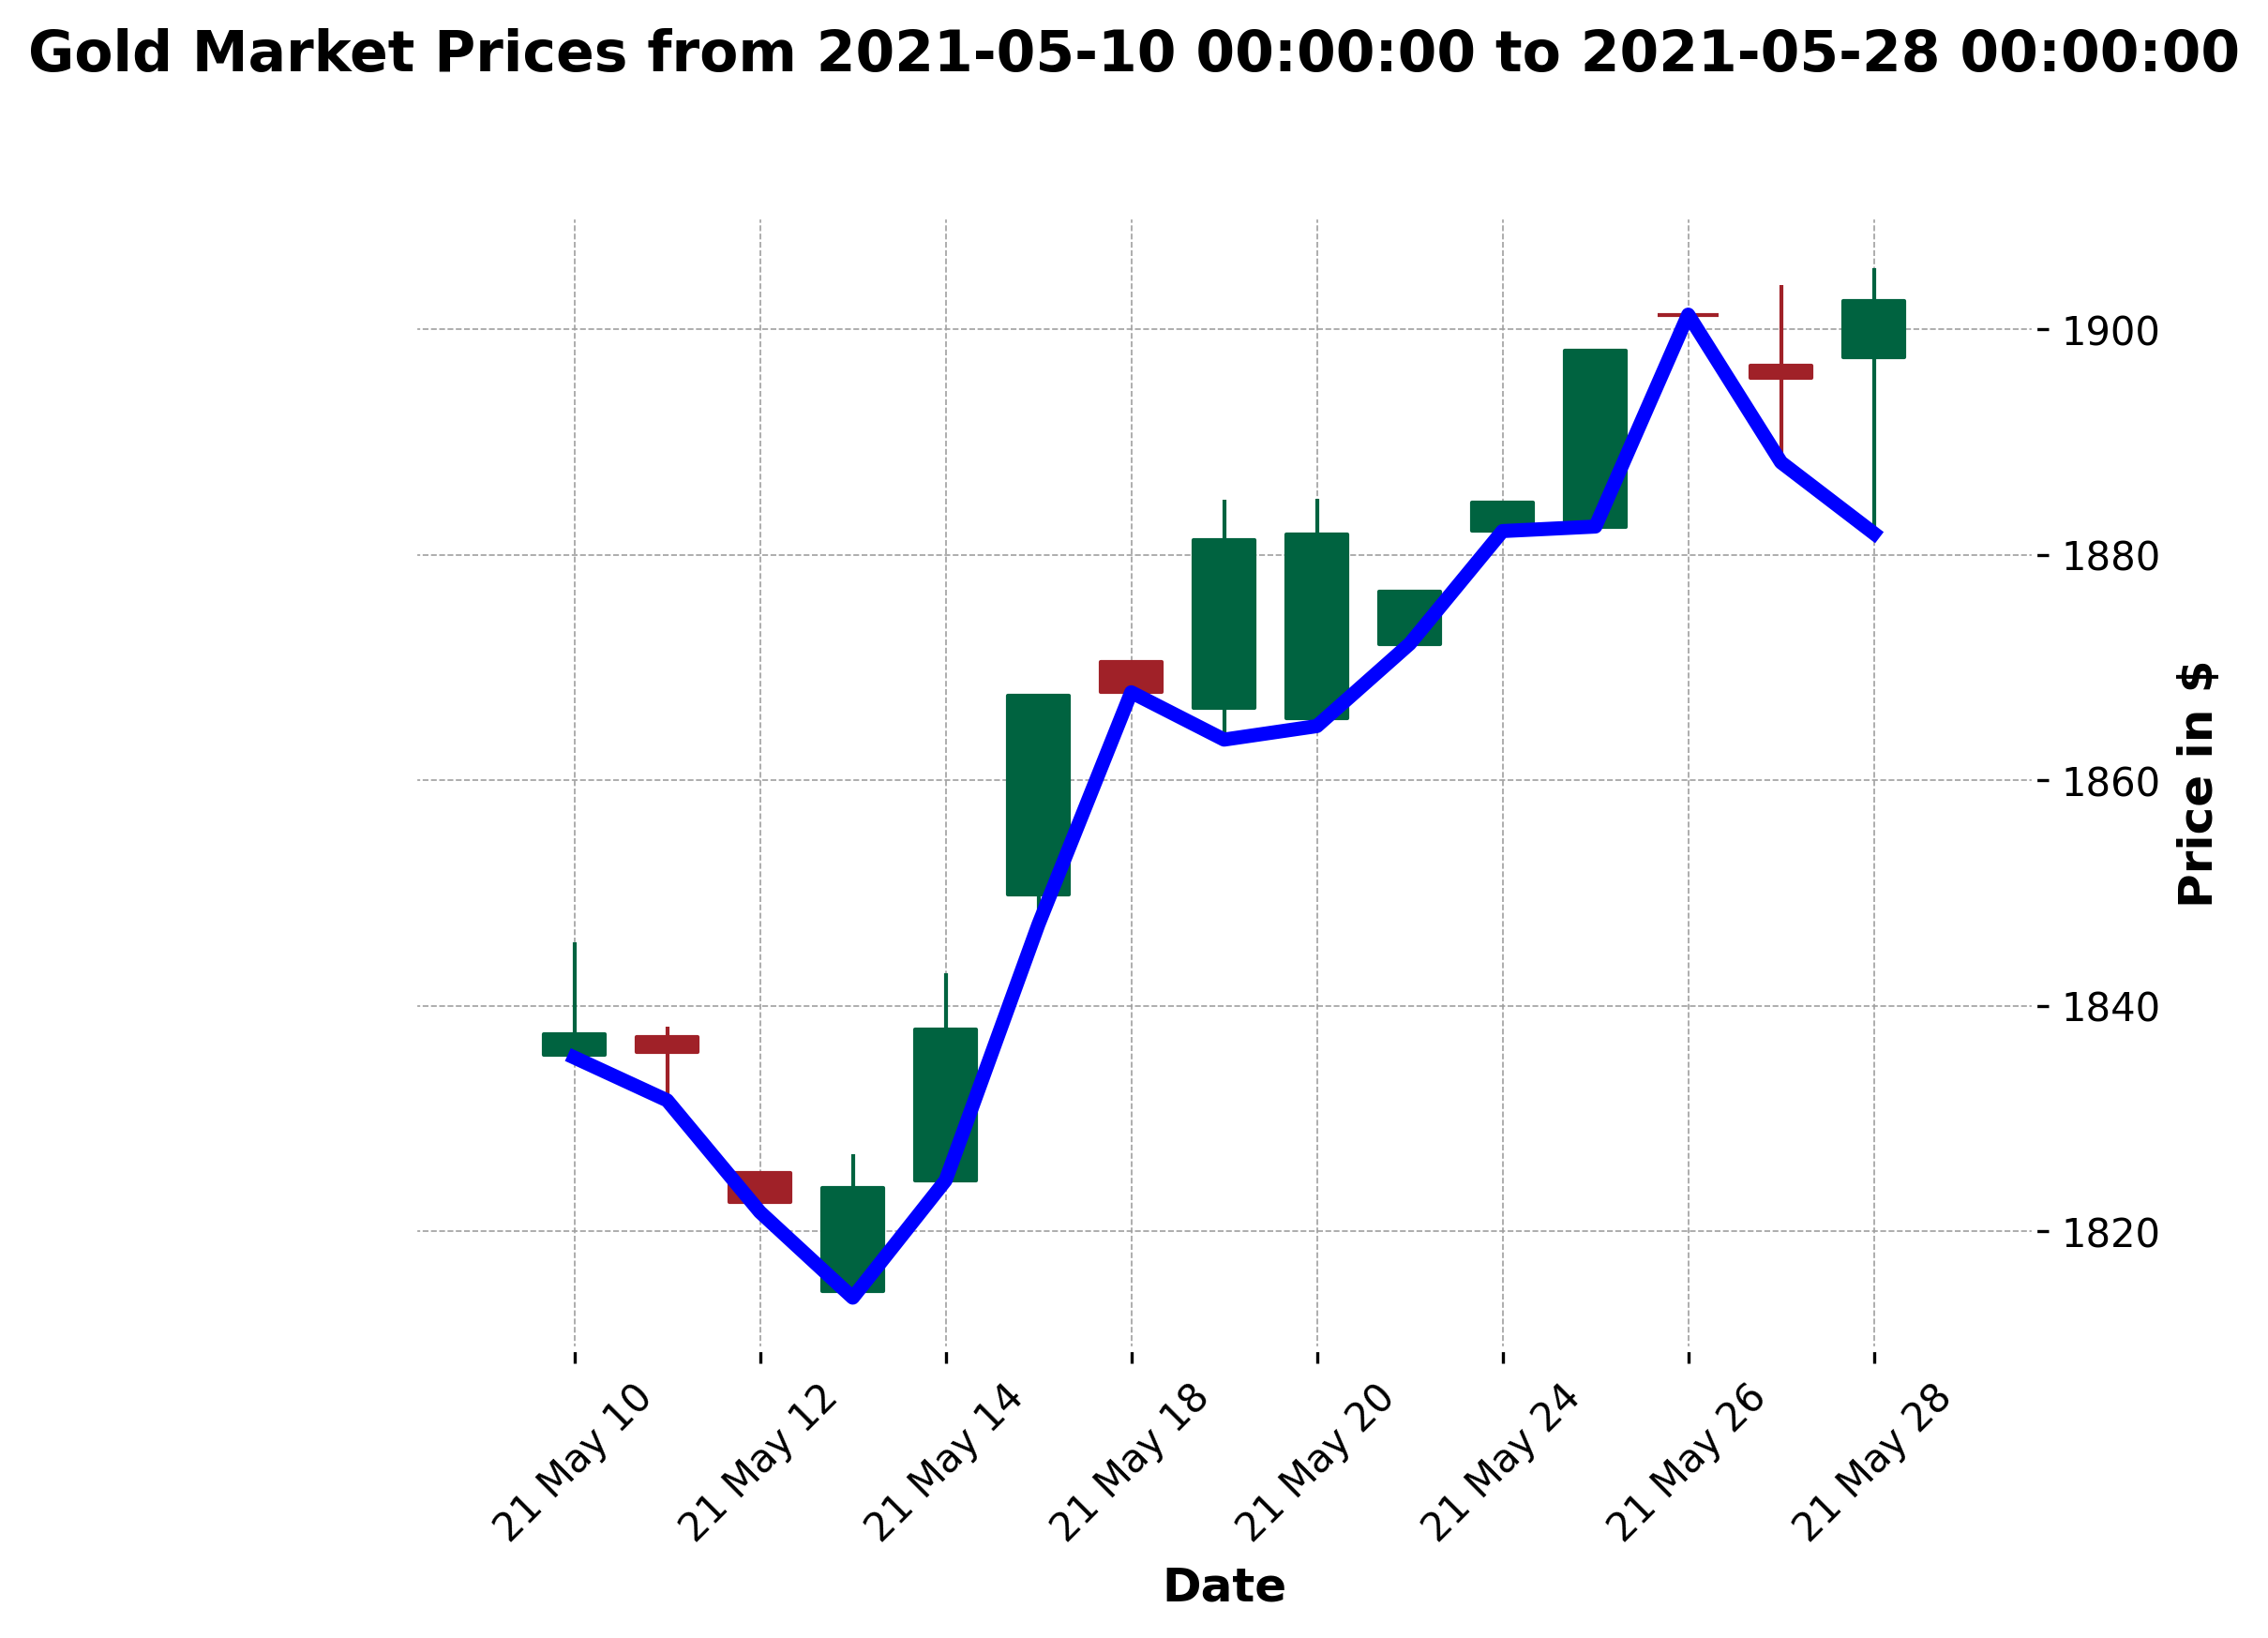 Gold Market Prices from 2021-05-10 00:00:00 to 2021-05-28 00:00:00
1900
1880
1860
1840
1820
Price in $
21 May 10
21 May 12
21 May 14
21 May 18
21 May 20
21 May 24
21 May 26
21 May 28
Date